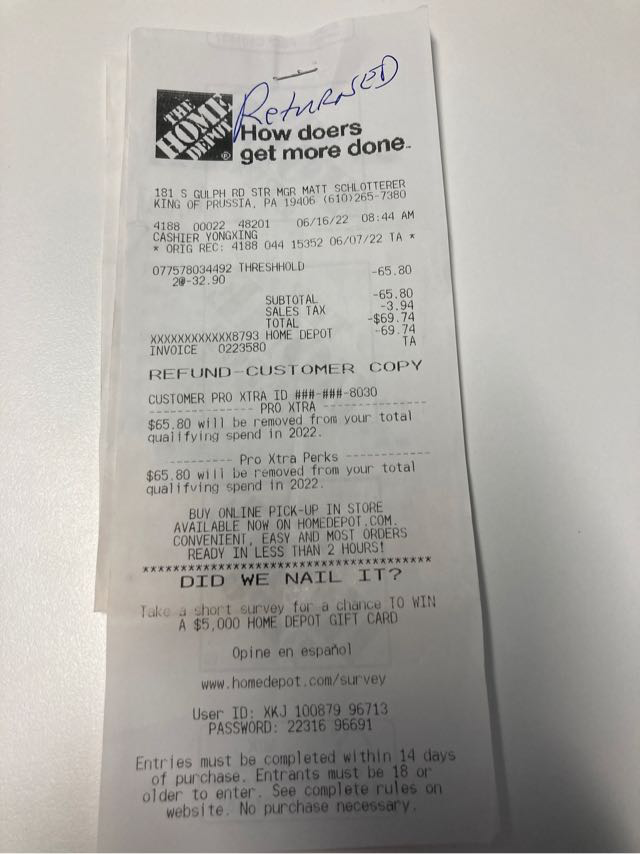 RETURNED
THE
HOME
DEPOT
®
How doers
get more done™
181 S GULPH RD STR MGR MATT SCHLOTTERER
KING OF PRUSSIA, PA 19406 (610)265-7380
4188 00022 48201 06/16/22 08:44 AM
CASHIER YONGXING
* ORIG REC: 4188 044 15352 06/07/22 TA *
077578034492 THRESHHOLD -65.80
2@-32.90
SUBTOTAL -65.80
SALES TAX -3.94
TOTAL -$69.74
XXXXXXXXXXXX8793 HOME DEPOT -69.74
INVOICE 0223580 TA
REFUND-CUSTOMER COPY
CUSTOMER PRO XTRA ID ###-###-8030
--------------- PRO XTRA ---------------
$65.80 will be removed from your total
qualifying spend in 2022.
----------- Pro Xtra Perks -------------
$65.80 will be removed from your total
qualifying spend in 2022.
BUY ONLINE PICK-UP IN STORE
AVAILABLE NOW ON HOMEDEPOT.COM.
CONVENIENT, EASY AND MOST ORDERS
READY IN LESS THAN 2 HOURS!
****************************************
DID WE NAIL IT?
Take a short survey for a chance TO WIN
A $5,000 HOME DEPOT GIFT CARD
Opine en español
www.homedepot.com/survey
User ID: XKJ 100879 96713
PASSWORD: 22316 96691
Entries must be completed within 14 days
of purchase. Entrants must be 18 or
older to enter. See complete rules on
website. No purchase necessary.